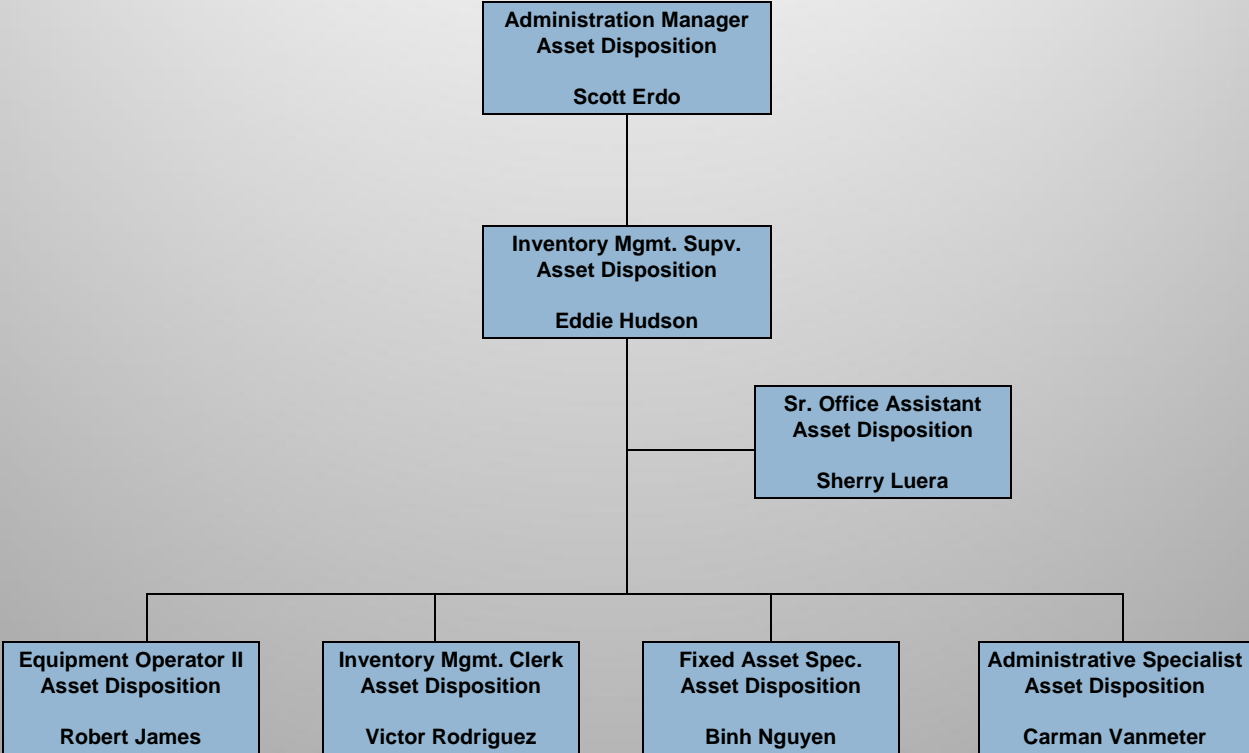 Administration Manager
Asset Disposition
Scott Erdo
Inventory Mgmt. Supv.
Asset Disposition
Eddie Hudson
Sr. Office Assistant
Asset Disposition
Sherry Luera
Equipment Operator II
Asset Disposition
Robert James
Inventory Mgmt. Clerk
Asset Disposition
Victor Rodriguez
Fixed Asset Spec.
Asset Disposition
Binh Nguyen
Administrative Specialist
Asset Disposition
Carman Vanmeter